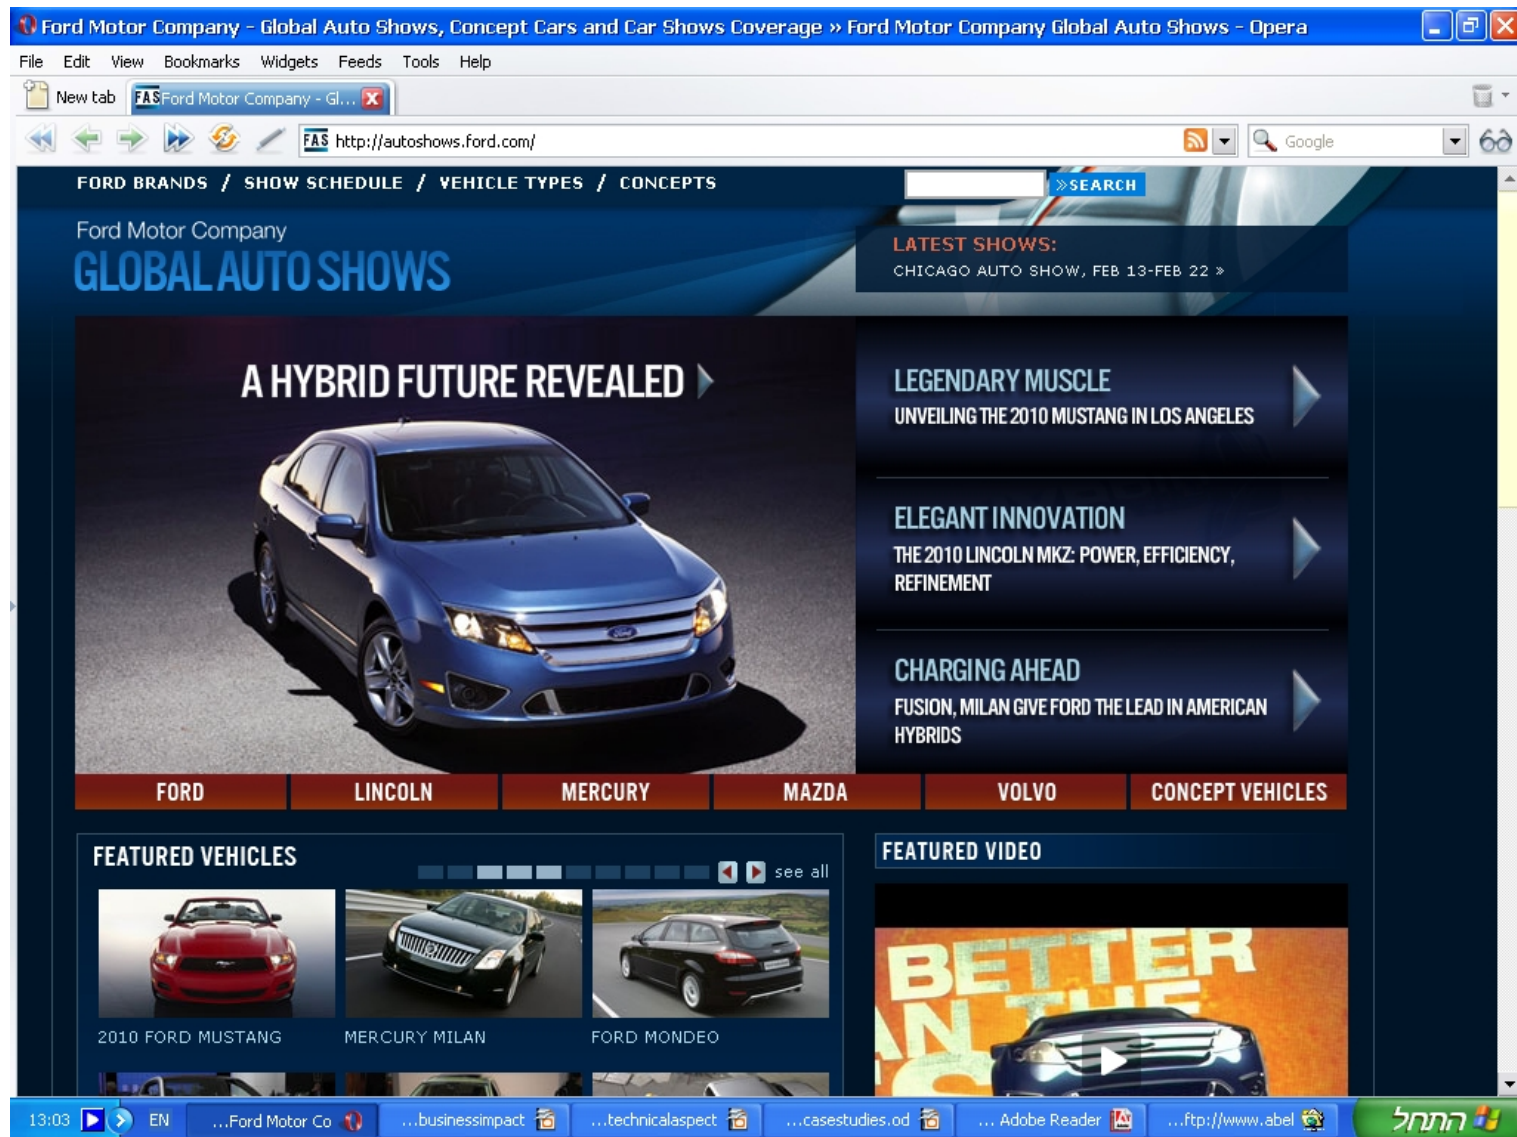 Ford Motor Company - Global Auto Shows, Concept Cars and Car Shows Coverage » Ford Motor Company Global Auto Shows - Opera
File Edit View Bookmarks Widgets Feeds Tools Help
New tab FAS Ford Motor Company - Gl...
FAS http://autoshows.ford.com/ Google
FORD BRANDS / SHOW SCHEDULE / VEHICLE TYPES / CONCEPTS »SEARCH
Ford Motor Company
GLOBAL AUTO SHOWS
LATEST SHOWS:
CHICAGO AUTO SHOW, FEB 13-FEB 22 »
A HYBRID FUTURE REVEALED
LEGENDARY MUSCLE
UNVEILING THE 2010 MUSTANG IN LOS ANGELES
ELEGANT INNOVATION
THE 2010 LINCOLN MKZ: POWER, EFFICIENCY,
REFINEMENT
CHARGING AHEAD
FUSION, MILAN GIVE FORD THE LEAD IN AMERICAN
HYBRIDS
Ford
FORD LINCOLN MERCURY MAZDA VOLVO CONCEPT VEHICLES
FEATURED VEHICLES
see all
2010 FORD MUSTANG MERCURY MILAN FORD MONDEO
FEATURED VIDEO
BETTER
AN THE
13:03 EN ...Ford Motor Co ...businessimpact ...technicalaspect ...casestudies.od ... Adobe Reader ...ftp://www.abel התחל